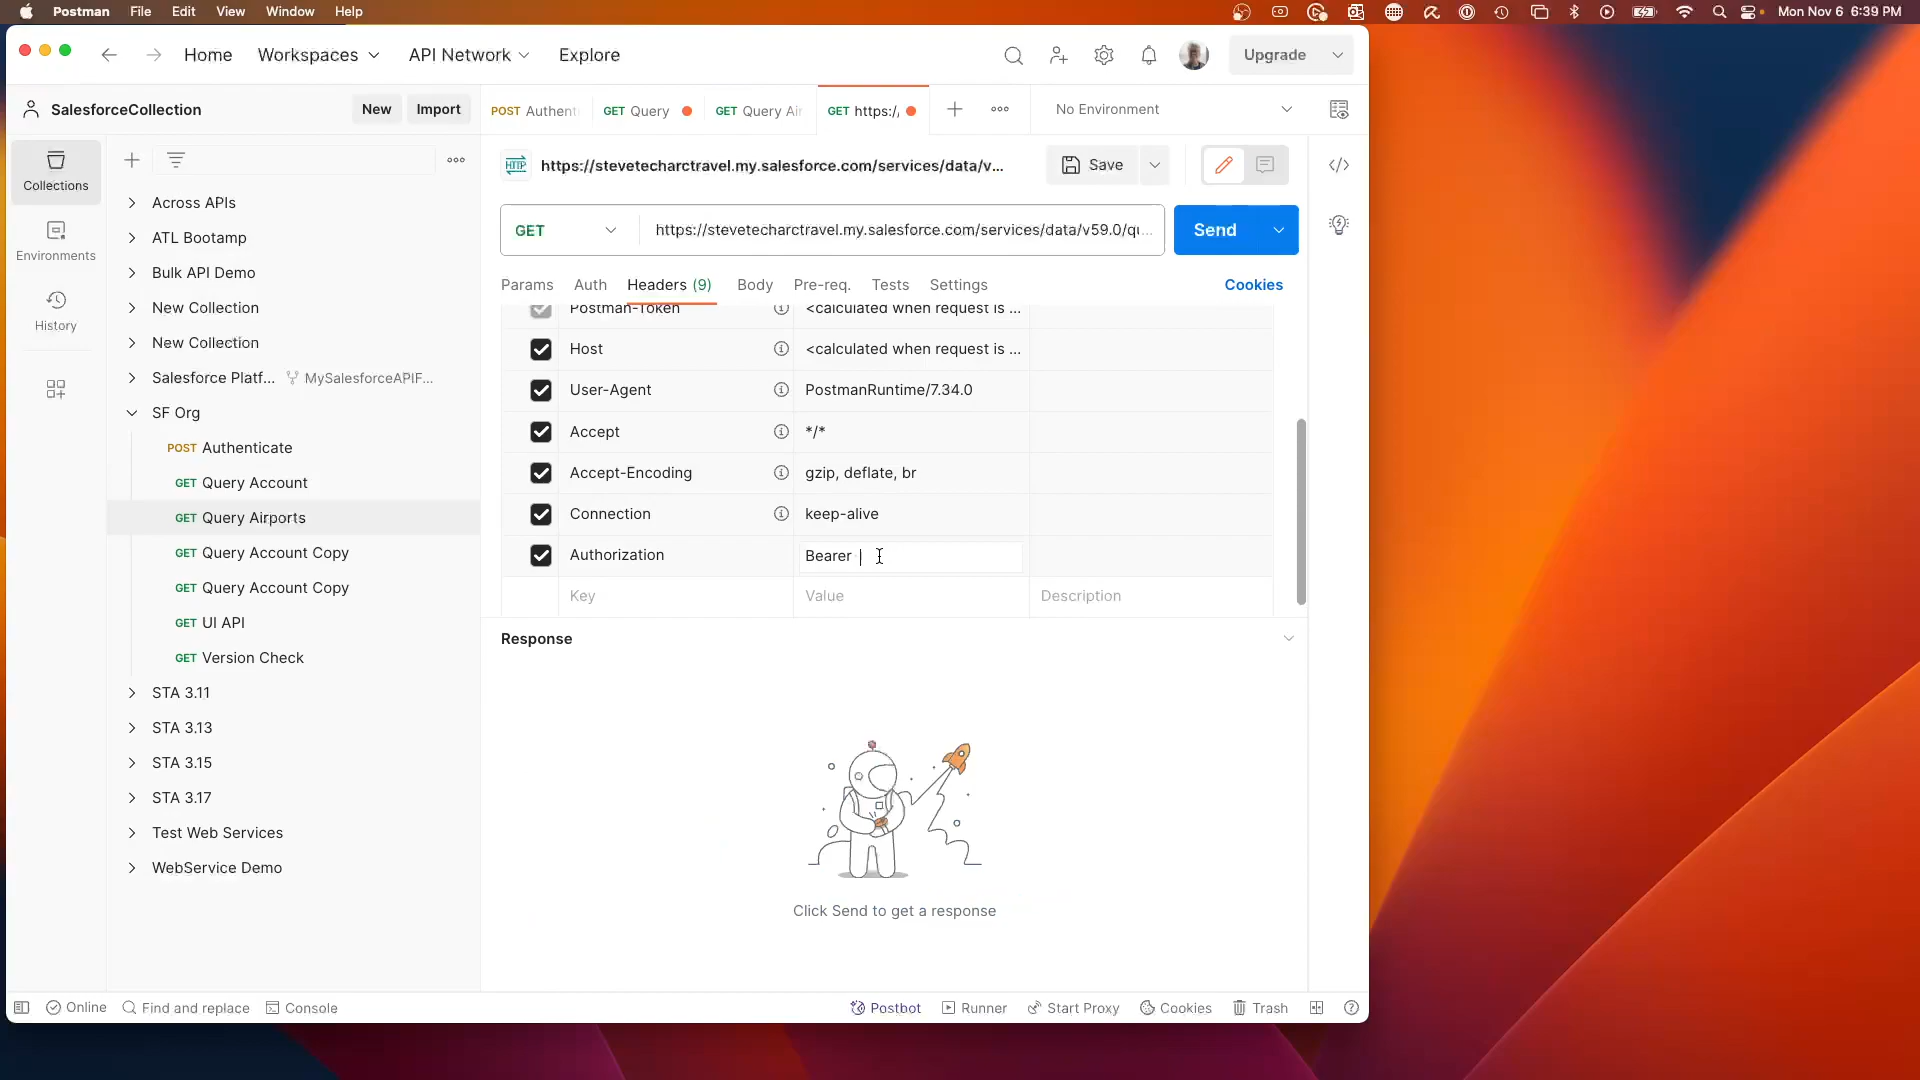 Postman File Edit View Window Help Mon Nov 6 6:39 PM
Home Workspaces API Network Explore Upgrade
SalesforceCollection New Import
POST Authent GET Query GET Query Air GET https:/ No Environment
Collections
Environments
History
Across APIs
ATL Bootamp
Bulk API Demo
New Collection
New Collection
Salesforce Platf... MySalesforceAPIF...
SF Org
POST Authenticate
GET Query Account
GET Query Airports
GET Query Account Copy
GET Query Account Copy
GET UI API
GET Version Check
STA 3.11
STA 3.13
STA 3.15
STA 3.17
Test Web Services
WebService Demo
HTTP https://stevetecharctravel.my.salesforce.com/services/data/v... Save
GET https://stevetecharctravel.my.salesforce.com/services/data/v59.0/qu... Send
Params Auth Headers (9) Body Pre-req. Tests Settings Cookies
Postman-Token <calculated when request is ...
Host <calculated when request is ...
User-Agent PostmanRuntime/7.34.0
Accept */*
Accept-Encoding gzip, deflate, br
Connection keep-alive
Authorization Bearer
Key Value Description
Response
Click Send to get a response
Online Find and replace Console Postbot Runner Start Proxy Cookies Trash